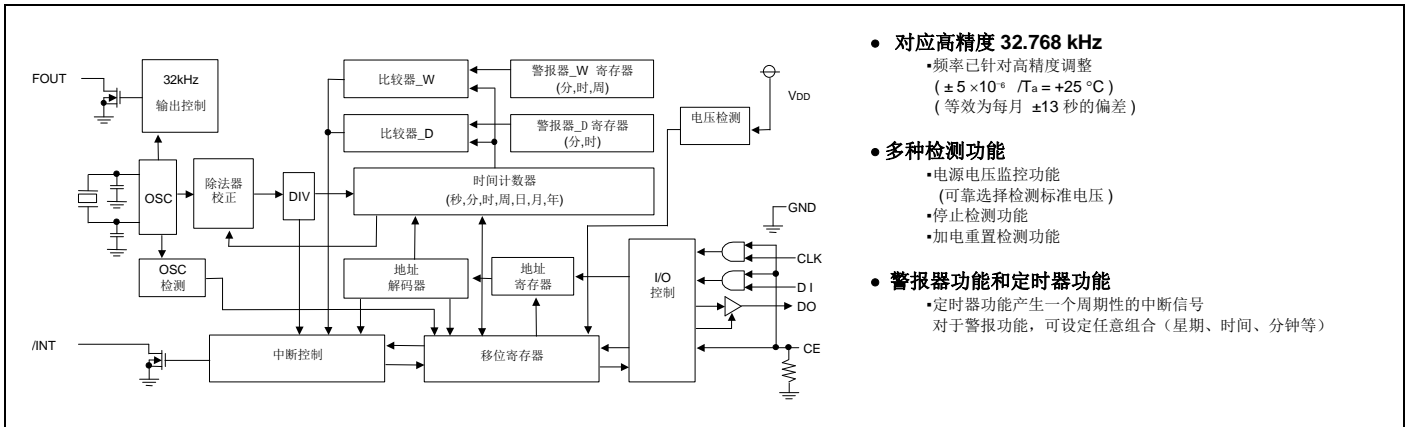 FOUT
32kHz
输出控制
比较器_W
警报器_W 寄存器
(分,时,周)
VDD
电压检测
比较器_D
警报器_D 寄存器
(分,时)
OSC
除法器
校正
DIV
时间计数器
(秒,分,时,周,日,月,年)
GND
OSC
检测
地址
解码器
地址
寄存器
I/O
控制
CLK
D I
DO
/INT
中断控制
移位寄存器
CE
● 对应高精度 32.768 kHz
▪频率已针对高精度调整
( ± 5 ×10⁻⁶ /Ta = +25 °C )
( 等效为每月 ±13 秒的偏差 )
● 多种检测功能
▪电源电压监控功能
(可靠选择检测标准电压 )
▪停止检测功能
▪加电重置检测功能
● 警报器功能和定时器功能
▪定时器功能产生一个周期性的中断信号
对于警报功能，可设定任意组合（星期、时间、分钟等）